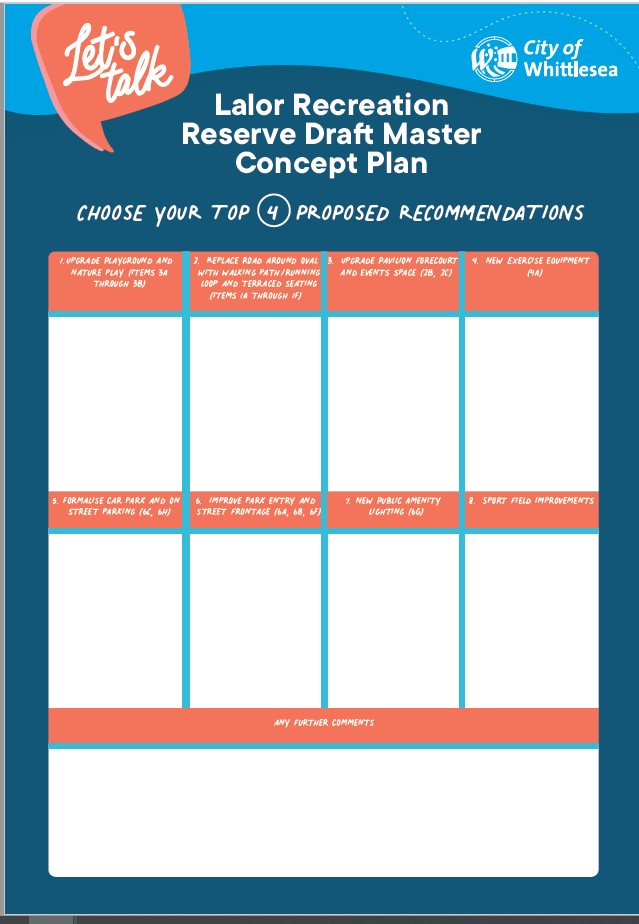 Let's
talk
City of
Whittlesea
Lalor Recreation
Reserve Draft Master
Concept Plan
CHOOSE YOUR TOP 4 PROPOSED RECOMMENDATIONS
1. UPGRADE PLAYGROUND AND
NATURE PLAY (ITEMS 3A
THROUGH 3B)
2. REPLACE ROAD AROUND OVAL
WITH WALKING PATH/RUNNING
LOOP AND TERRACED SEATING
(ITEMS 1A THROUGH 1F)
3. UPGRADE PAVILION FORECOURT
AND EVENTS SPACE (2B, 2C)
4. NEW EXERCISE EQUIPMENT
(4A)
5. FORMALISE CAR PARK AND ON
STREET PARKING (6C, 6H)
6. IMPROVE PARK ENTRY AND
STREET FRONTAGE (6A, 6B, 6F)
7. NEW PUBLIC AMENITY
LIGHTING (6G)
8. SPORT FIELD IMPROVEMENTS
ANY FURTHER COMMENTS